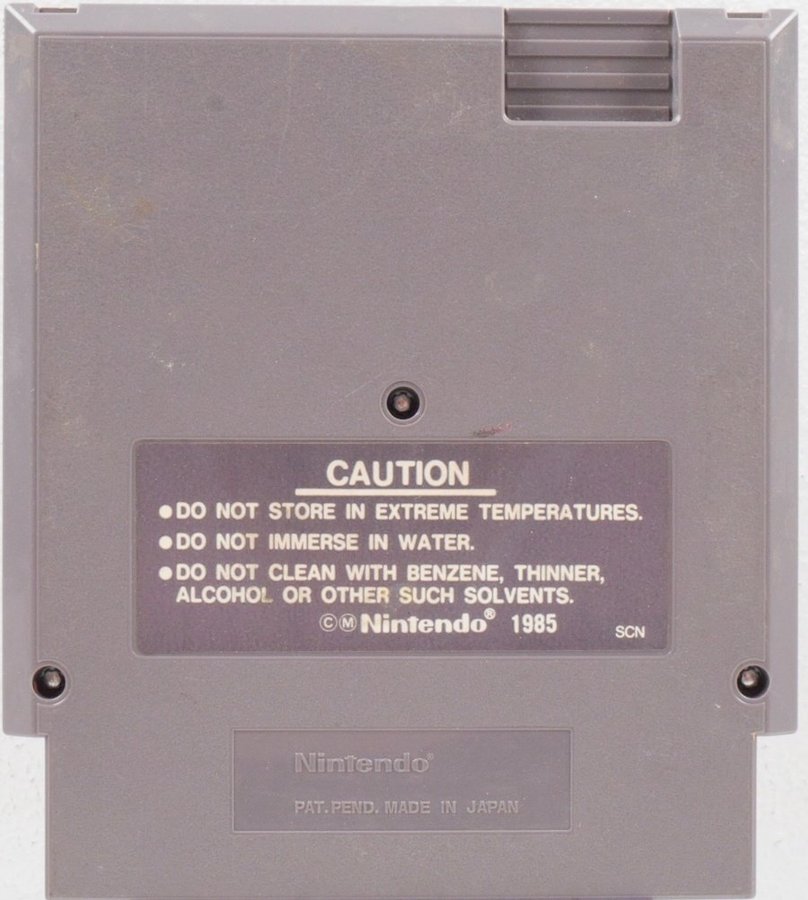 CAUTION
●DO NOT STORE IN EXTREME TEMPERATURES.
●DO NOT IMMERSE IN WATER.
●DO NOT CLEAN WITH BENZENE, THINNER,
ALCOHOL OR OTHER SUCH SOLVENTS.
ⒸⓂNintendo® 1985 SCN
Nintendo®
PAT. PEND. MADE IN JAPAN